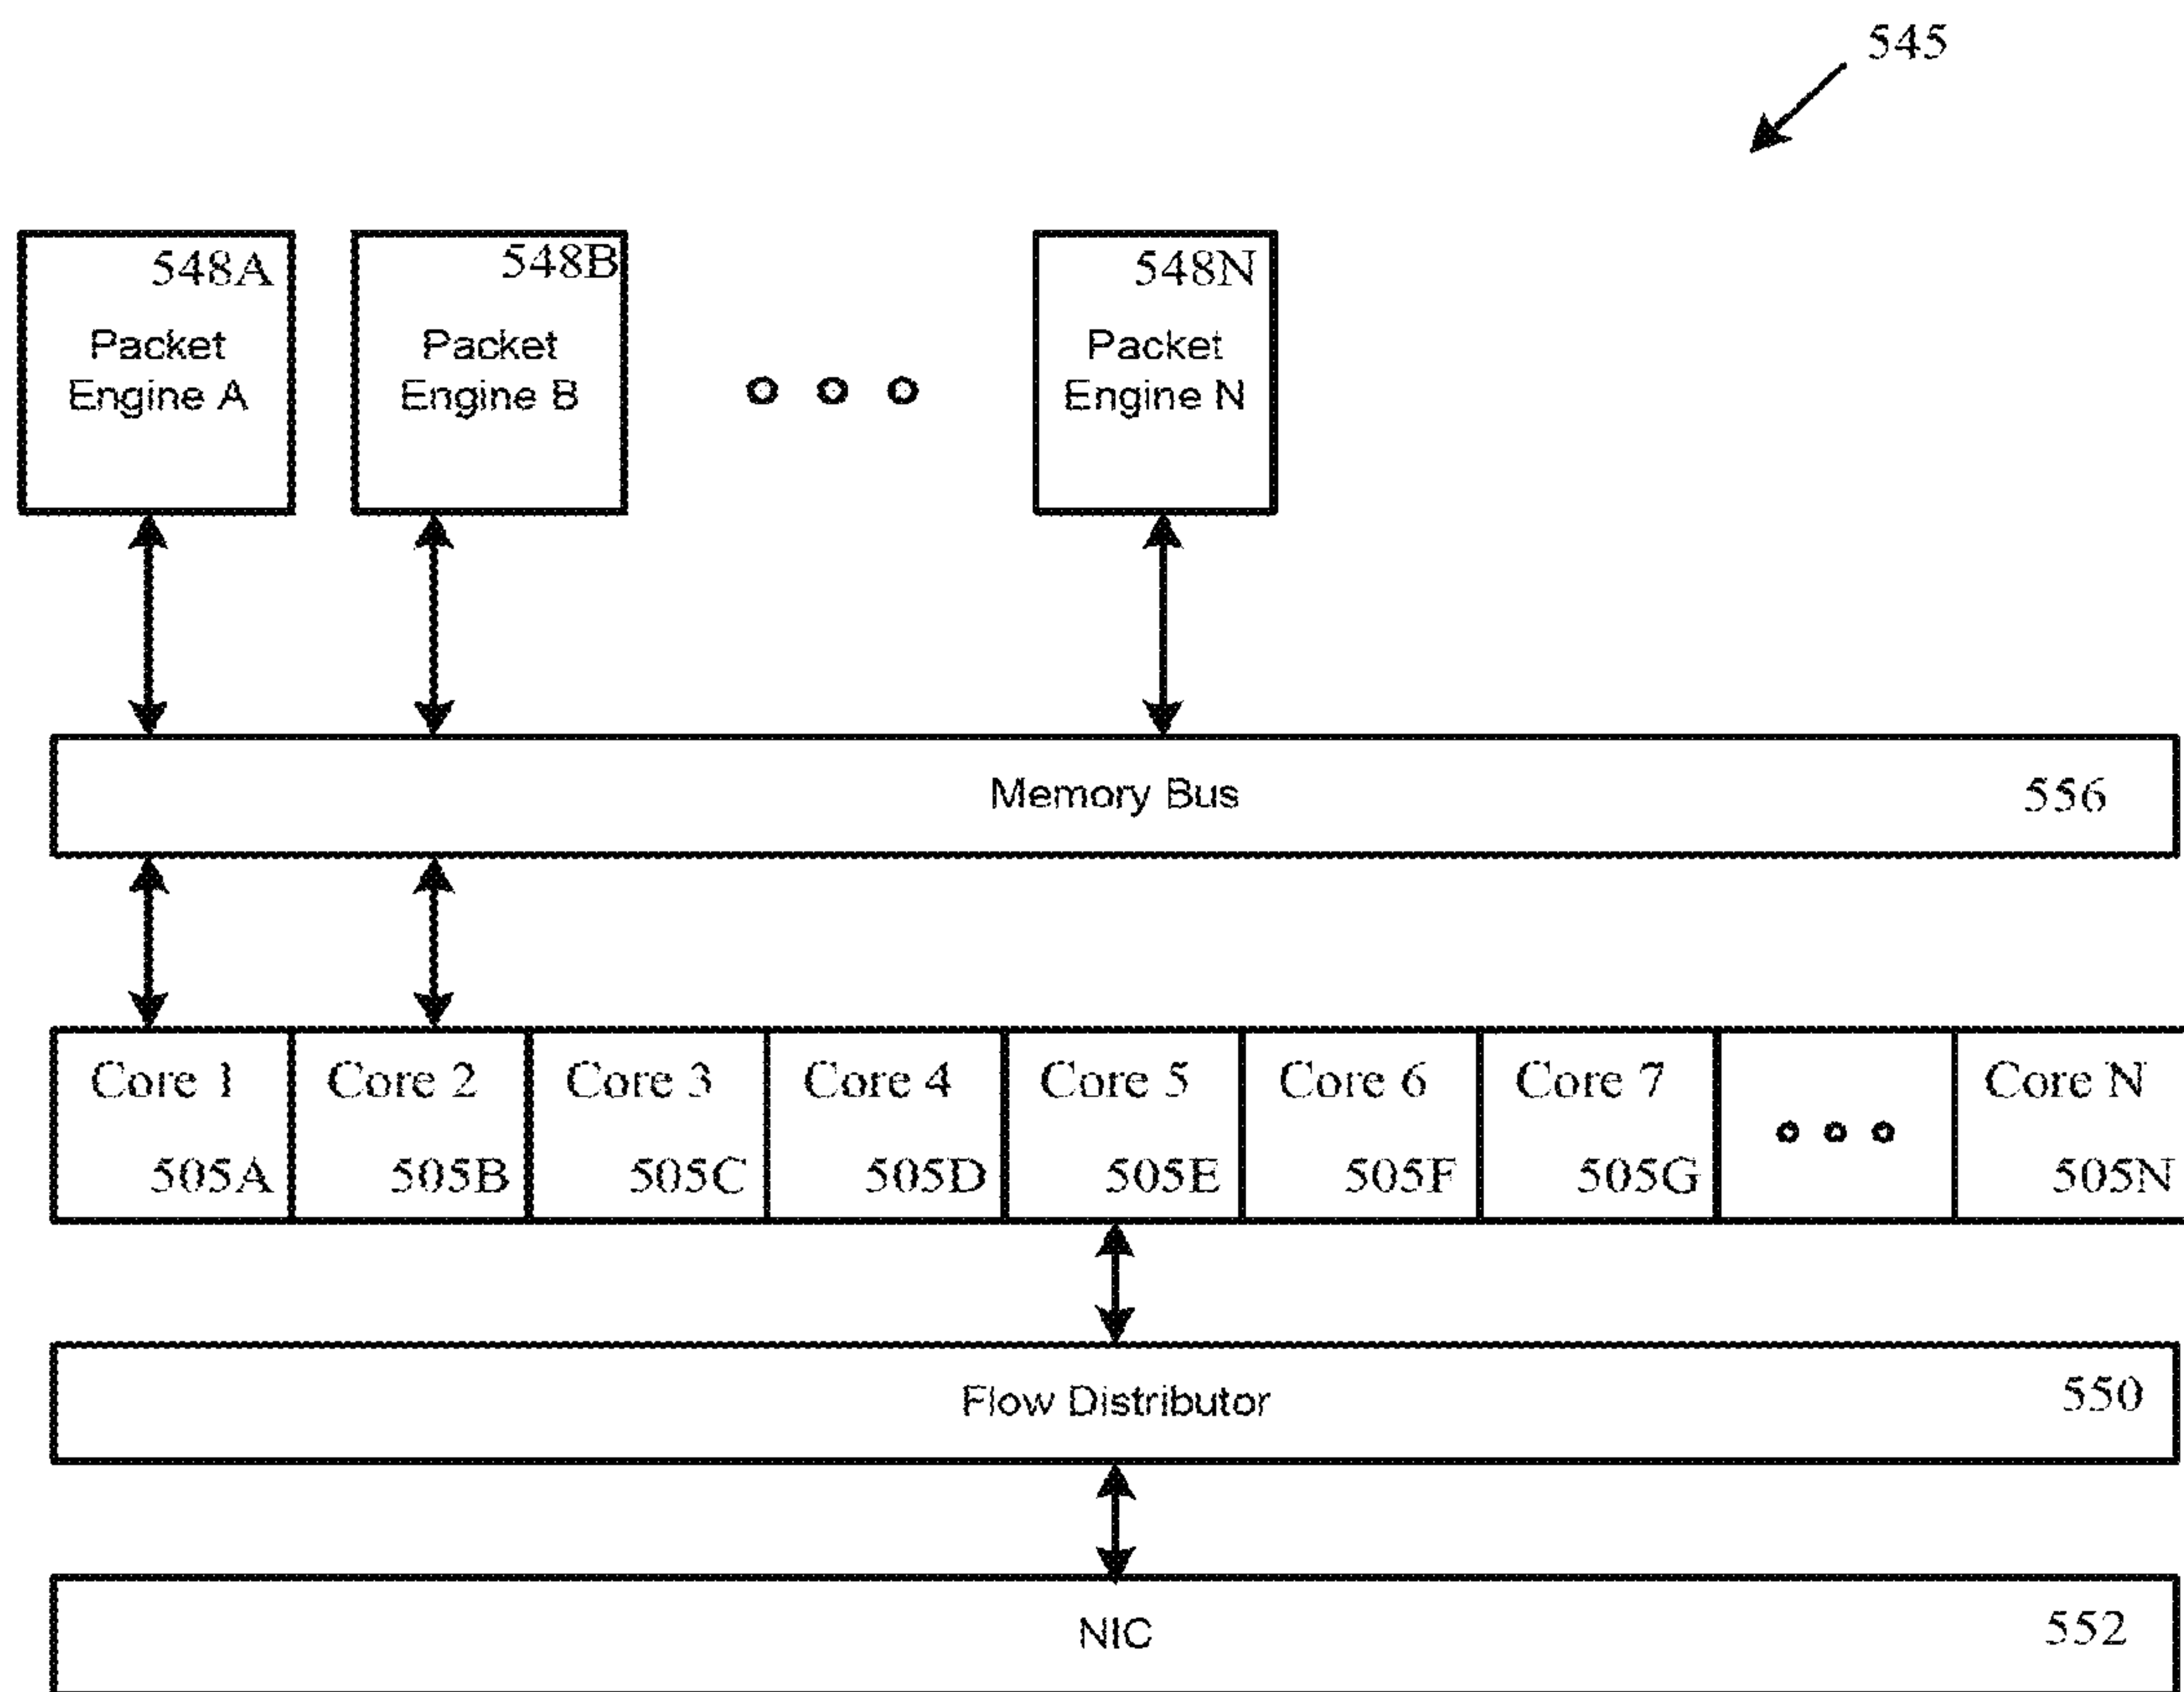 545
548A
Packet
Engine A
548B
Packet
Engine B
548N
Packet
Engine N
Memory Bus 556
Core 1 Core 2 Core 3 Core 4 Core 5 Core 6 Core 7 Core N
505A 505B 505C 505D 505E 505F 505G 505N
Flow Distributor 550
NIC 552